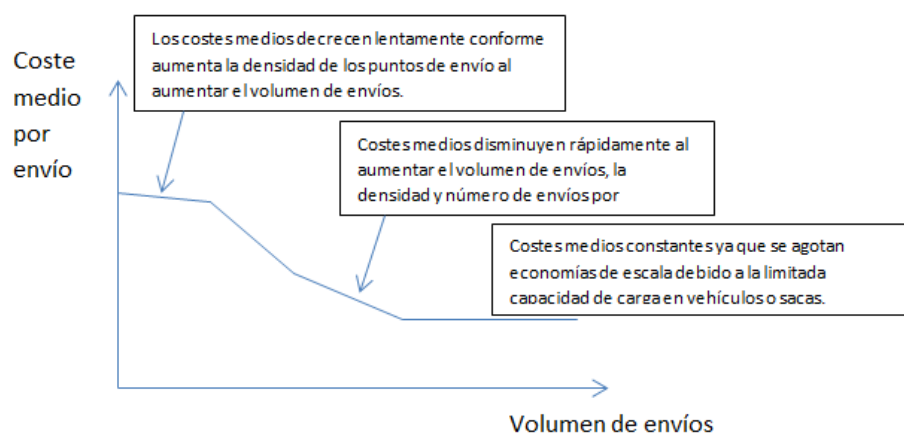 Coste
medio
por
envío
Los costes medios decrecen lentamente conforme
aumenta la densidad de los puntos de envío al
aumentar el volumen de envíos.
Costes medios disminuyen rápidamente al
aumentar el volumen de envíos, la
densidad y número de envíos por
Costes medios constantes ya que se agotan
economías de escala debido a la limitada
capacidad de carga en vehículos o sacas.
Volumen de envíos